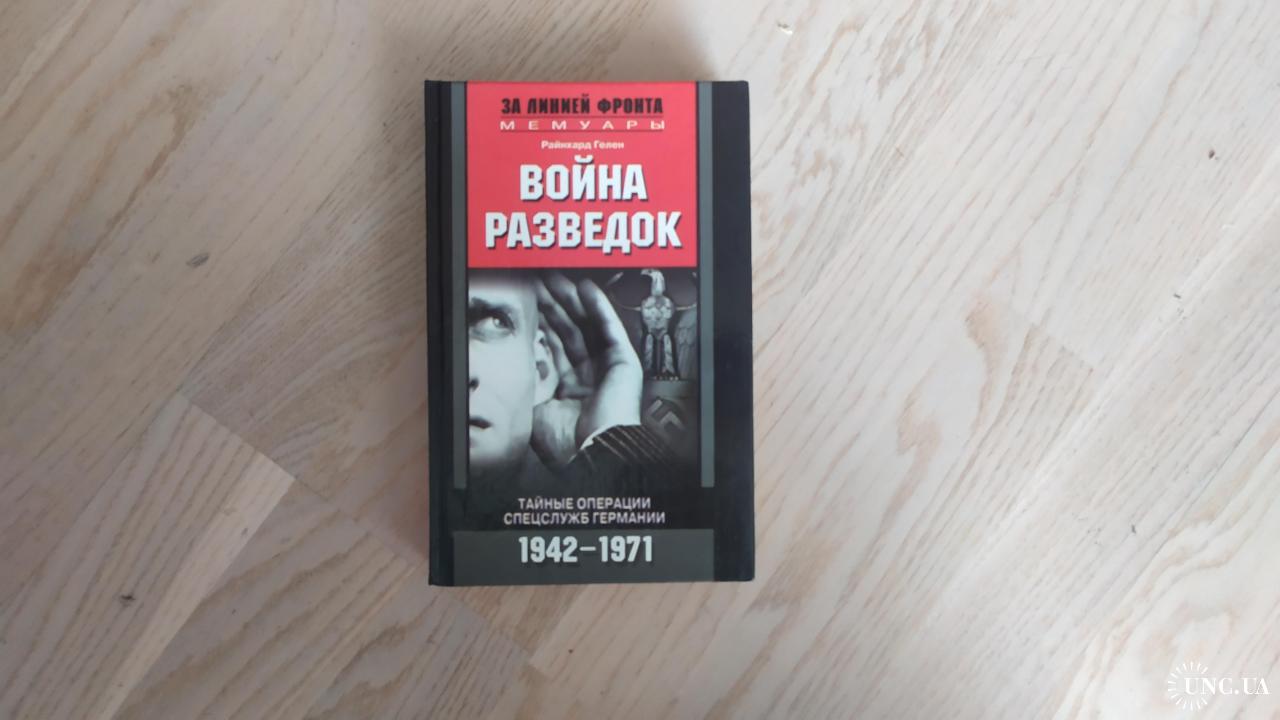 ЗА ЛИНИЕЙ ФРОНТА
МЕМУАРЫ
Райнхард Гелен
ВОЙНА
РАЗВЕДОК
ТАЙНЫЕ ОПЕРАЦИИ
СПЕЦСЛУЖБ ГЕРМАНИИ
1942–1971
UNC.UA